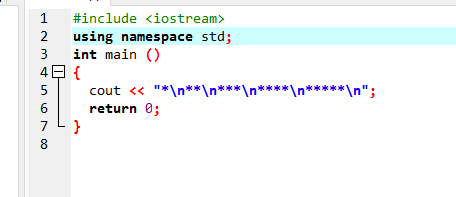 1 #include <iostream>
2 using namespace std;
3 int main ()
4 {
5 cout << "*\n**\n***\n****\n*****\n";
6 return 0;
7 }
8